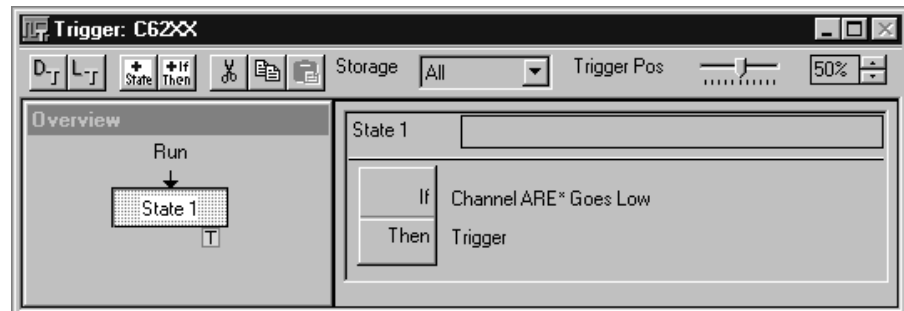 Trigger: C62XX
D- L- + State +If Then Storage All Trigger Pos 50%
Overview
Run
State 1
T
State 1
If Channel ARE* Goes Low
Then Trigger